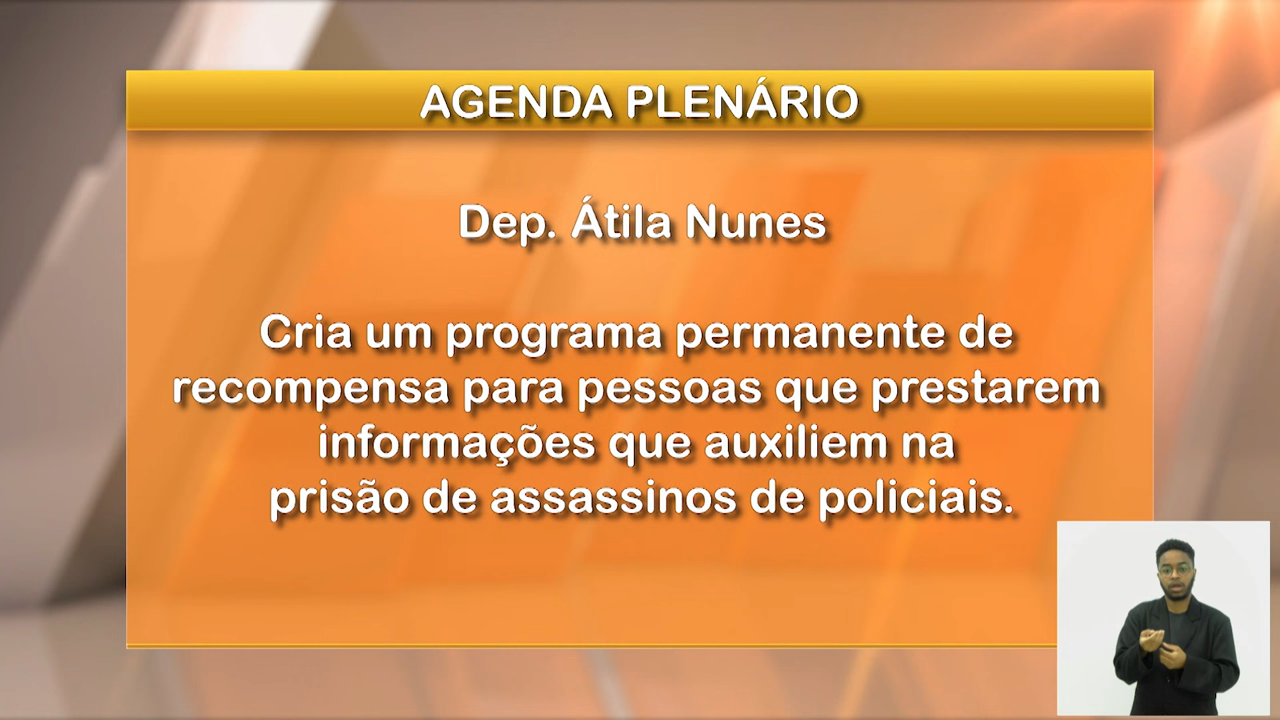 AGENDA PLENÁRIO
Dep. Átila Nunes
Cria um programa permanente de
recompensa para pessoas que prestarem
informações que auxiliem na
prisão de assassinos de policiais.